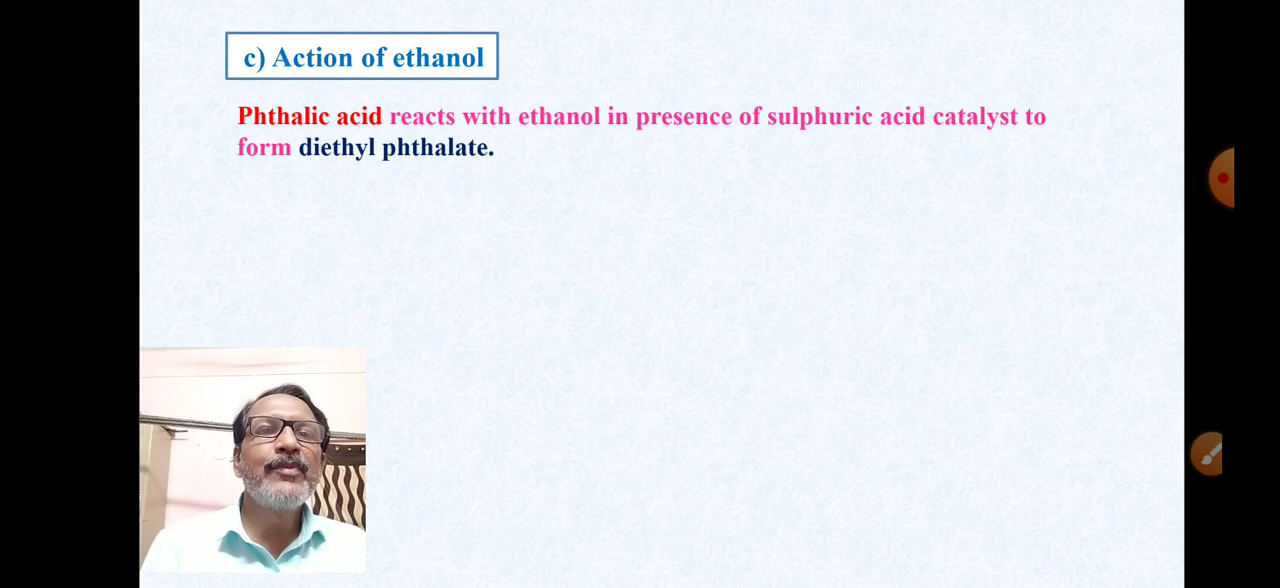 c) Action of ethanol
Phthalic acid reacts with ethanol in presence of sulphuric acid catalyst to
form diethyl phthalate.